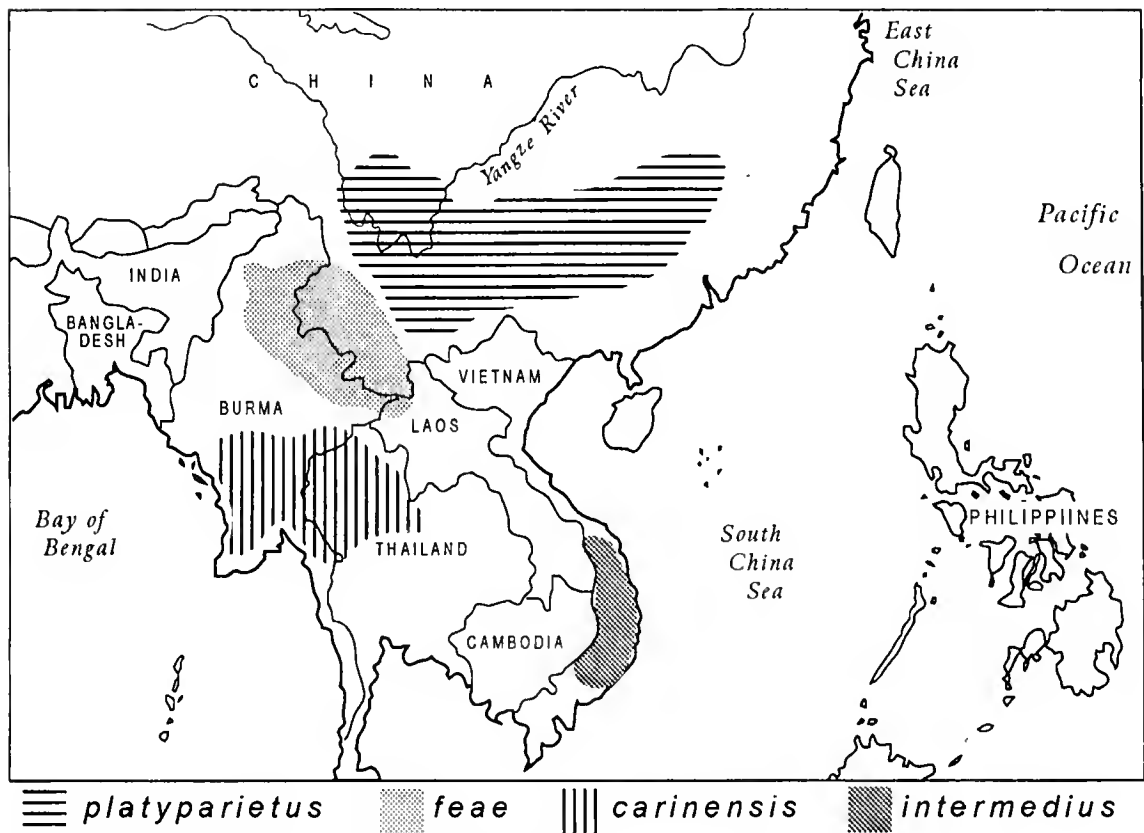 East
China
Sea
C H I N A
Yangze River
Pacific
Ocean
INDIA
BANGLA-
DESH
VIETNAM
BURMA
LAOS
Bay of
Bengal
THAILAND
South
China
Sea
PHILIPPIINES
CAMBODIA
platyparietus feae carinensis intermedius